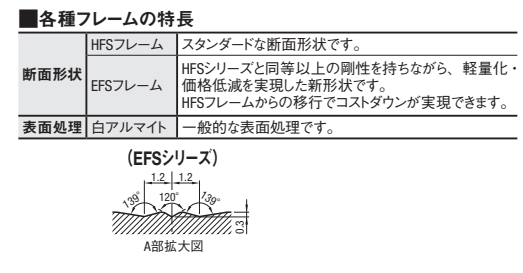 ■各種フレームの特長
断面形状
HFSフレーム
スタンダードな断面形状です。
EFSフレーム
HFSシリーズと同等以上の剛性を持ちながら、軽量化・
価格低減を実現した新形状です。
HFSフレームからの移行でコストダウンが実現できます。
表面処理
白アルマイト
一般的な表面処理です。
(EFSシリーズ)
1.2
1.2
139°
120°
139°
0.3
A部拡大図